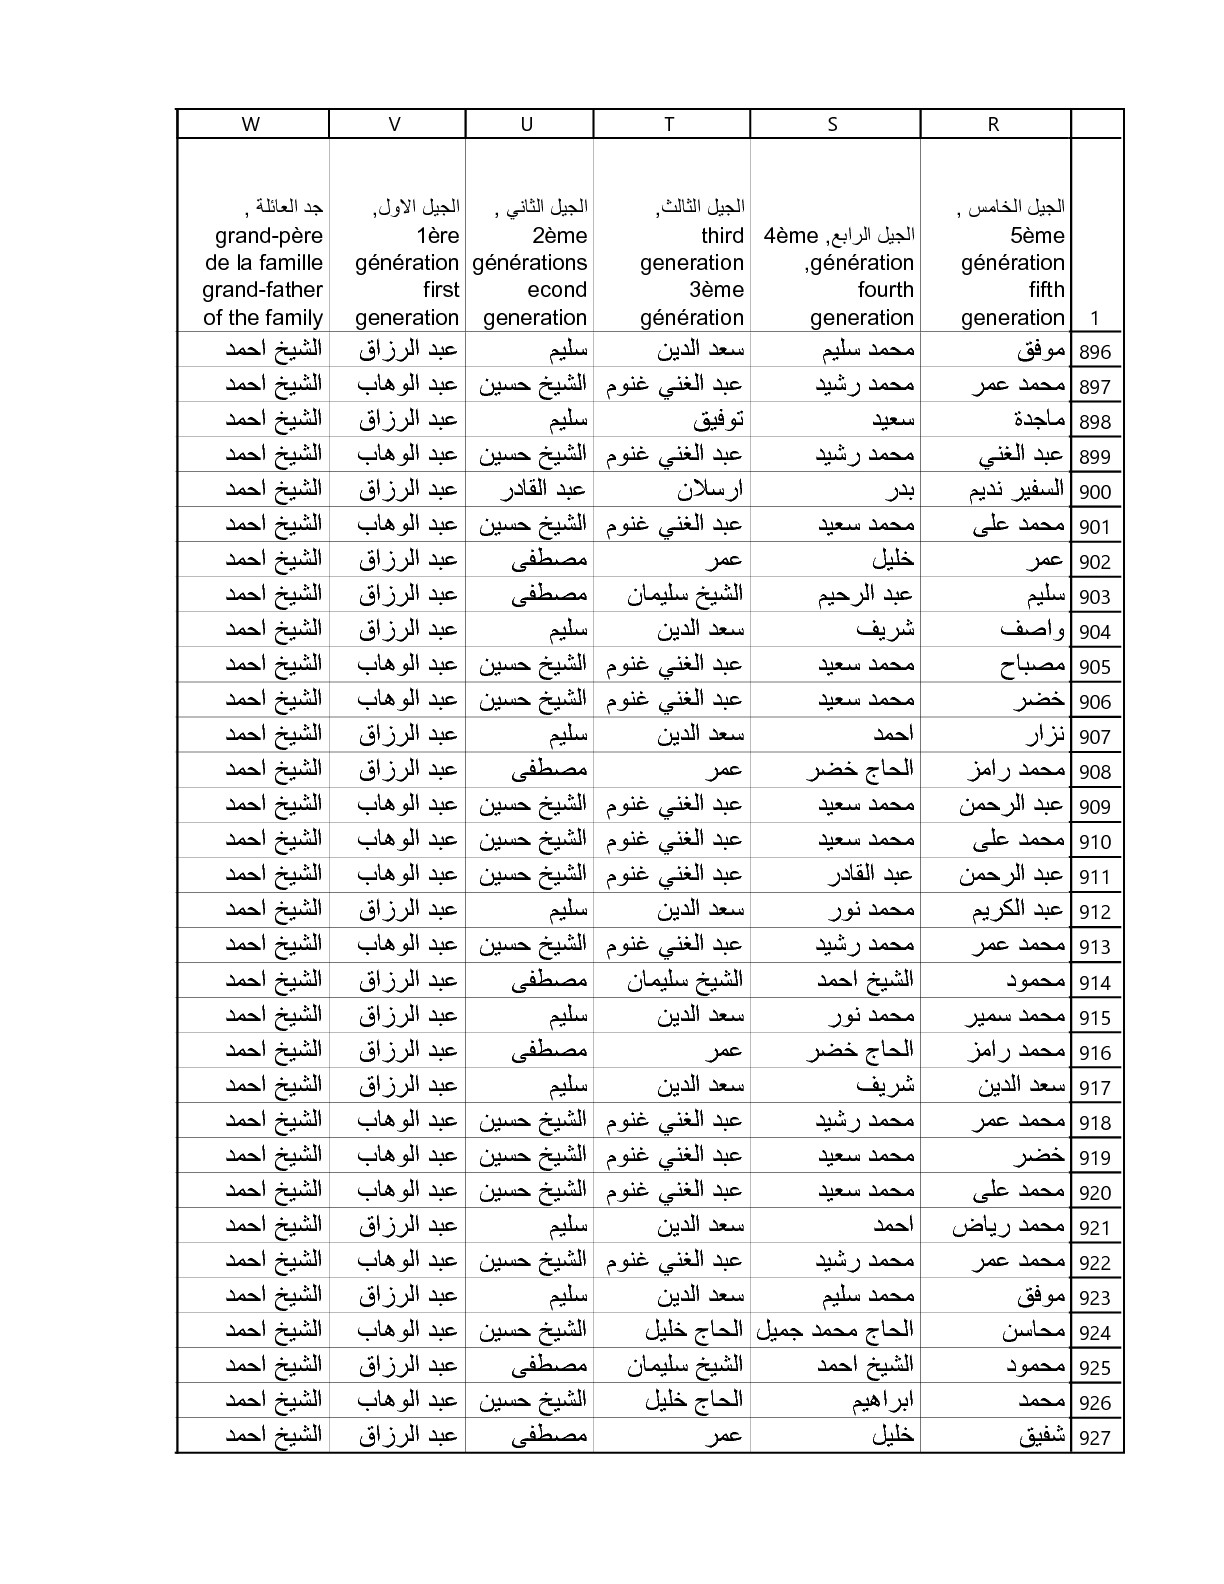 R S T U V W
1 الجيل الخامس , 5ème génération fifth generation الجيل الرابع, 4ème génération, fourth generation الجيل الثالث, third generation 3ème génération الجيل الثاني , 2ème générations econd generation الجيل الاول, 1ère génération first generation جد العائلة , grand-père de la famille grand-father of the family
896 موفق محمد سليم سعد الدين سليم عبد الرزاق الشيخ احمد
897 محمد عمر محمد رشيد عبد الغني غنوم الشيخ حسين عبد الوهاب الشيخ احمد
898 ماجدة سعيد توفيق سليم عبد الرزاق الشيخ احمد
899 عبد الغني محمد رشيد عبد الغني غنوم الشيخ حسين عبد الوهاب الشيخ احمد
900 السفير نديم بدر ارسلان عبد القادر عبد الرزاق الشيخ احمد
901 محمد على محمد سعيد عبد الغني غنوم الشيخ حسين عبد الوهاب الشيخ احمد
902 عمر خليل عمر مصطفى عبد الرزاق الشيخ احمد
903 سليم عبد الرحيم الشيخ سليمان مصطفى عبد الرزاق الشيخ احمد
904 واصف شريف سعد الدين سليم عبد الرزاق الشيخ احمد
905 مصباح محمد سعيد عبد الغني غنوم الشيخ حسين عبد الوهاب الشيخ احمد
906 خضر محمد سعيد عبد الغني غنوم الشيخ حسين عبد الوهاب الشيخ احمد
907 نزار احمد سعد الدين سليم عبد الرزاق الشيخ احمد
908 محمد رامز الحاج خضر عمر مصطفى عبد الرزاق الشيخ احمد
909 عبد الرحمن محمد سعيد عبد الغني غنوم الشيخ حسين عبد الوهاب الشيخ احمد
910 محمد على محمد سعيد عبد الغني غنوم الشيخ حسين عبد الوهاب الشيخ احمد
911 عبد الرحمن عبد القادر عبد الغني غنوم الشيخ حسين عبد الوهاب الشيخ احمد
912 عبد الكريم محمد نور سعد الدين سليم عبد الرزاق الشيخ احمد
913 محمد عمر محمد رشيد عبد الغني غنوم الشيخ حسين عبد الوهاب الشيخ احمد
914 محمود الشيخ احمد الشيخ سليمان مصطفى عبد الرزاق الشيخ احمد
915 محمد سمير محمد نور سعد الدين سليم عبد الرزاق الشيخ احمد
916 محمد رامز الحاج خضر عمر مصطفى عبد الرزاق الشيخ احمد
917 سعد الدين شريف سعد الدين سليم عبد الرزاق الشيخ احمد
918 محمد عمر محمد رشيد عبد الغني غنوم الشيخ حسين عبد الوهاب الشيخ احمد
919 خضر محمد سعيد عبد الغني غنوم الشيخ حسين عبد الوهاب الشيخ احمد
920 محمد على محمد سعيد عبد الغني غنوم الشيخ حسين عبد الوهاب الشيخ احمد
921 محمد رياض احمد سعد الدين سليم عبد الرزاق الشيخ احمد
922 محمد عمر محمد رشيد عبد الغني غنوم الشيخ حسين عبد الوهاب الشيخ احمد
923 موفق محمد سليم سعد الدين سليم عبد الرزاق الشيخ احمد
924 محاسن الحاج محمد جميل الحاج خليل الشيخ حسين عبد الوهاب الشيخ احمد
925 محمود الشيخ احمد الشيخ سليمان مصطفى عبد الرزاق الشيخ احمد
926 محمد ابراهيم الحاج خليل الشيخ حسين عبد الوهاب الشيخ احمد
927 شفيق خليل عمر مصطفى عبد الرزاق الشيخ احمد